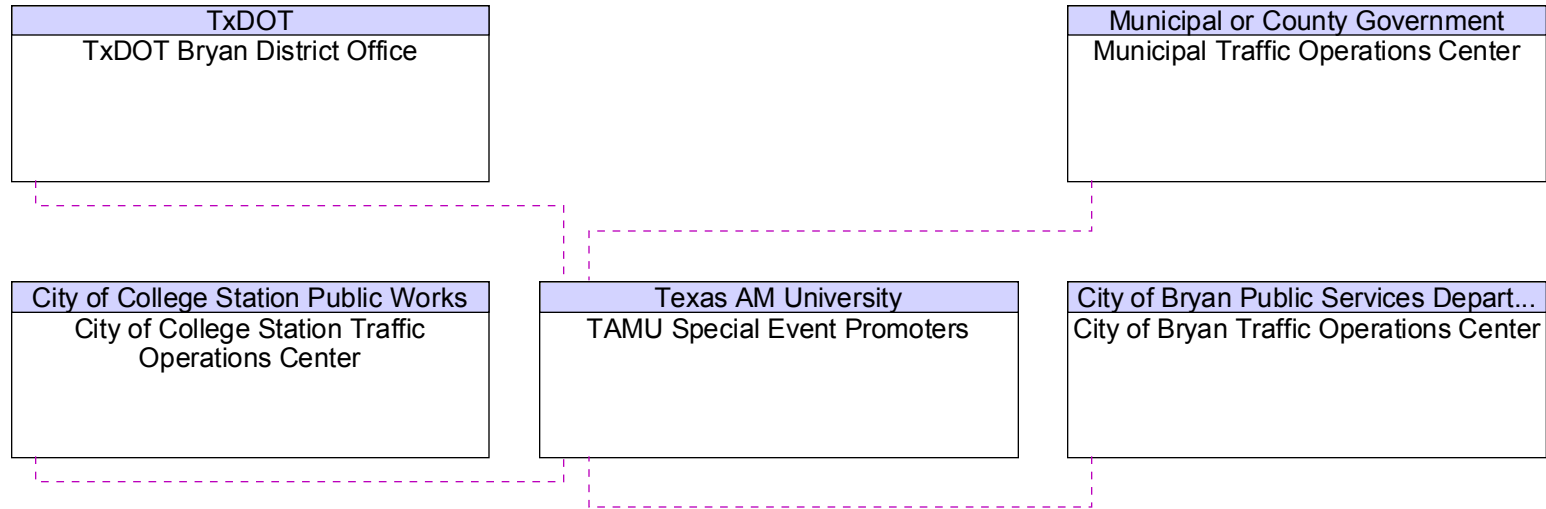 TxDOT
TxDOT Bryan District Office
Municipal or County Government
Municipal Traffic Operations Center
City of College Station Public Works
City of College Station Traffic
Operations Center
Texas AM University
TAMU Special Event Promoters
City of Bryan Public Services Depart...
City of Bryan Traffic Operations Center